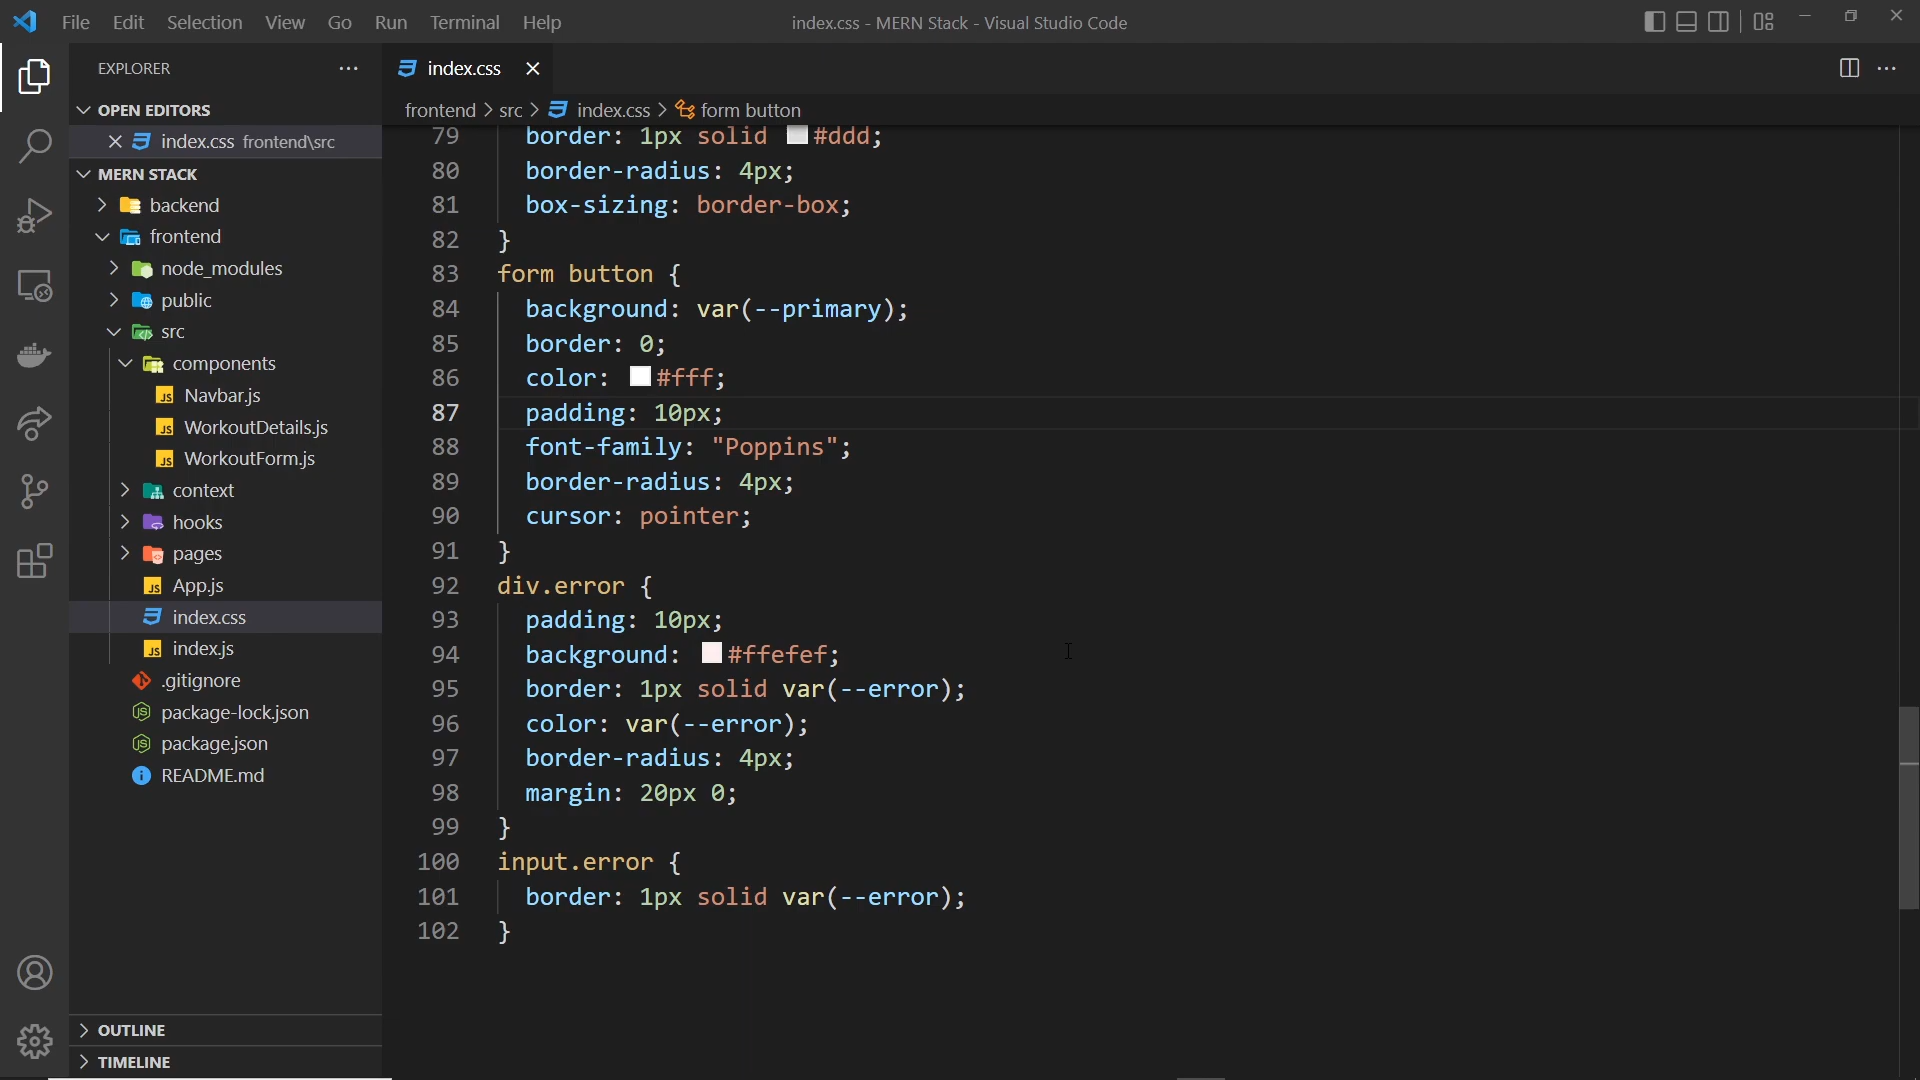 File Edit Selection View Go Run Terminal Help
index.css - MERN Stack - Visual Studio Code
EXPLORER
OPEN EDITORS
index.css frontend\src
MERN STACK
backend
frontend
node_modules
public
src
components
JS Navbar.js
JS WorkoutDetails.js
JS WorkoutForm.js
context
hooks
pages
JS App.js
index.css
JS index.js
.gitignore
JS package-lock.json
JS package.json
README.md
OUTLINE
TIMELINE
index.css
frontend > src > index.css > form button
79 border: 1px solid #ddd;
80 border-radius: 4px;
81 box-sizing: border-box;
82 }
83 form button {
84 background: var(--primary);
85 border: 0;
86 color: #fff;
87 padding: 10px;
88 font-family: "Poppins";
89 border-radius: 4px;
90 cursor: pointer;
91 }
92 div.error {
93 padding: 10px;
94 background: #ffefef;
95 border: 1px solid var(--error);
96 color: var(--error);
97 border-radius: 4px;
98 margin: 20px 0;
99 }
100 input.error {
101 border: 1px solid var(--error);
102 }